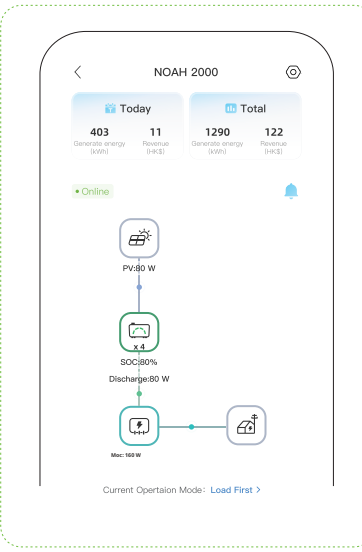 NOAH 2000
Today
Total
403 11 1290 122
Generate energy Revenue Generate energy Revenue
(kWh) (HK$) (kWh) (HK$)
• Online
PV:80 W
x 4
SOC:80%
Discharge:80 W
Moc: 160 W
Current Opertaion Mode: Load First >